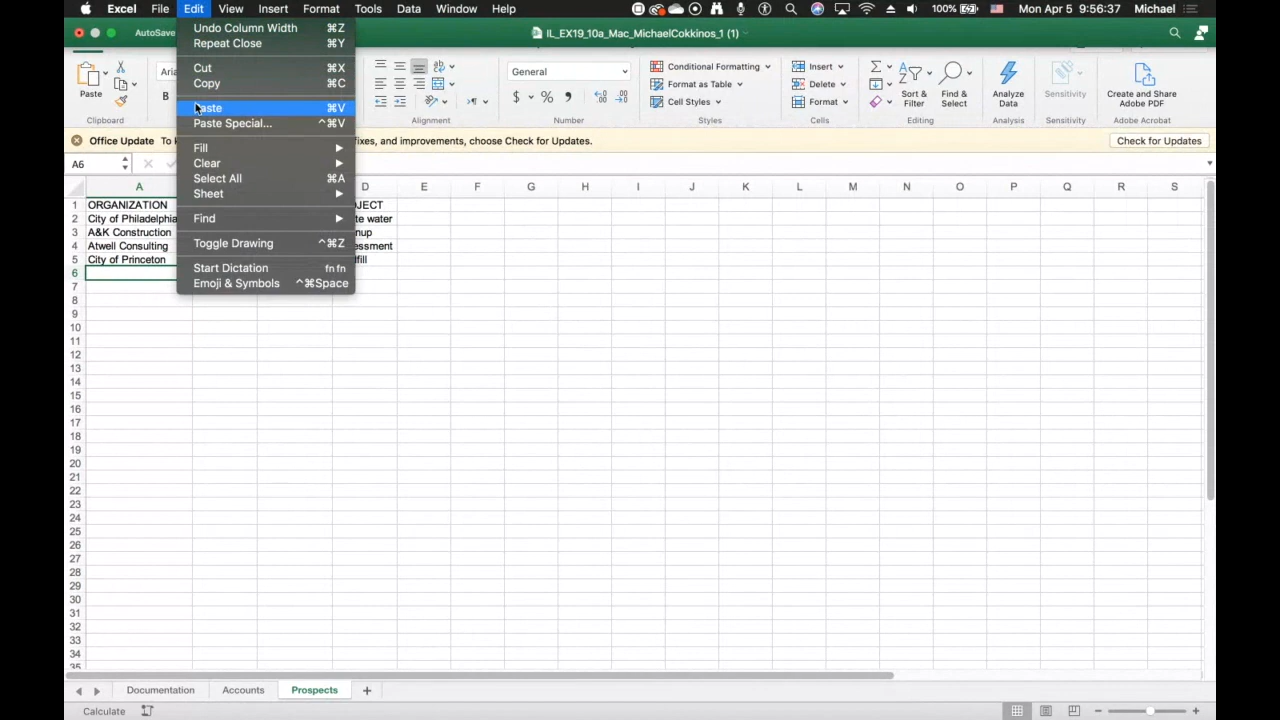 Excel File Edit View Insert Format Tools Data Window Help 100% Mon Apr 5 9:56:37 Michael
AutoSave IL_EX19_10a_Mac_MichaelCokkinos_1 (1)
Undo Column Width ⌘Z
Repeat Close ⌘Y
Cut ⌘X
Copy ⌘C
Paste Special... ^⌘V
⌘V
Fill
Clear
Select All ⌘A
Sheet
Find
Toggle Drawing ^⌘Z
Start Dictation fn fn
Emoji & Symbols ^⌘Space
Paste
B
General
$ % 9
Conditional Formatting
Format as Table
Cell Styles
Insert
Delete
Format
Sort &
Filter
Find &
Select
Analyze
Data
Sensitivity
Create and Share
Adobe PDF
Clipboard Alignment Number Styles Cells Editing Analysis Sensitivity Adobe Acrobat
Office Update To fixes, and improvements, choose Check for Updates. Check for Updates
A6
A D E F G H I J K L M N O P Q R S
1 ORGANIZATION
2 City of Philadelphia water
3 A&K Construction
4 Atwell Consulting
5 City of Princeton
6
7
8
9
10
11
12
13
14
15
16
17
18
19
20
21
22
23
24
25
26
27
28
29
30
31
32
33
34
35
Documentation Accounts Prospects +
Calculate